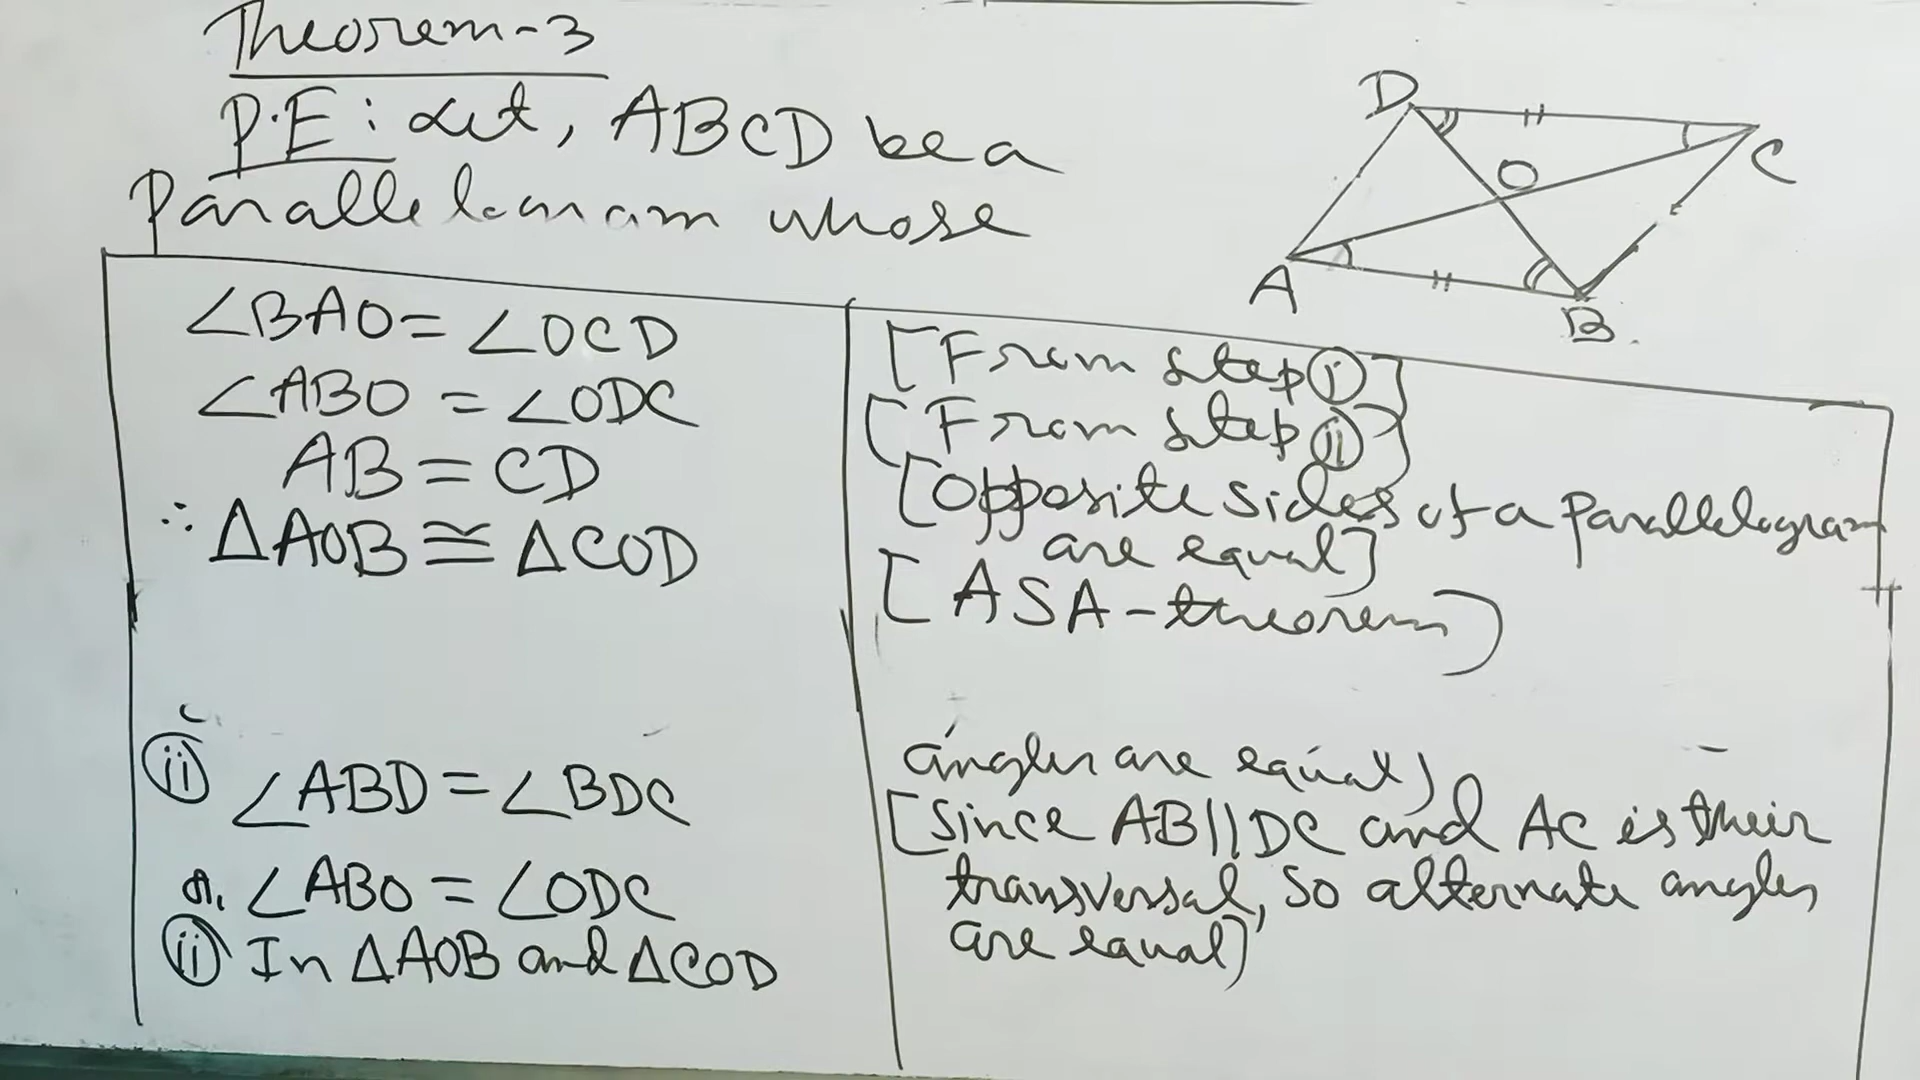 Theorem-3
P.E: Let, ABCD be a
Parallelogram whose
D
C
O
A
B
∠BAO = ∠OCD
∠ABO = ∠ODC
AB = CD
∴ ΔAOB ≅ ΔCOD
[From step (i)]
[From step (ii)]
[Opposite sides of a parallelogram
are equal]
[ASA-theorem)
(ii) ∠ABD = ∠BDC
or, ∠ABO = ∠ODC
(ii) In ΔAOB and ΔCOD
angles are equal)
[Since AB||DC and AC is their
transversal, so alternate angles
are equal]